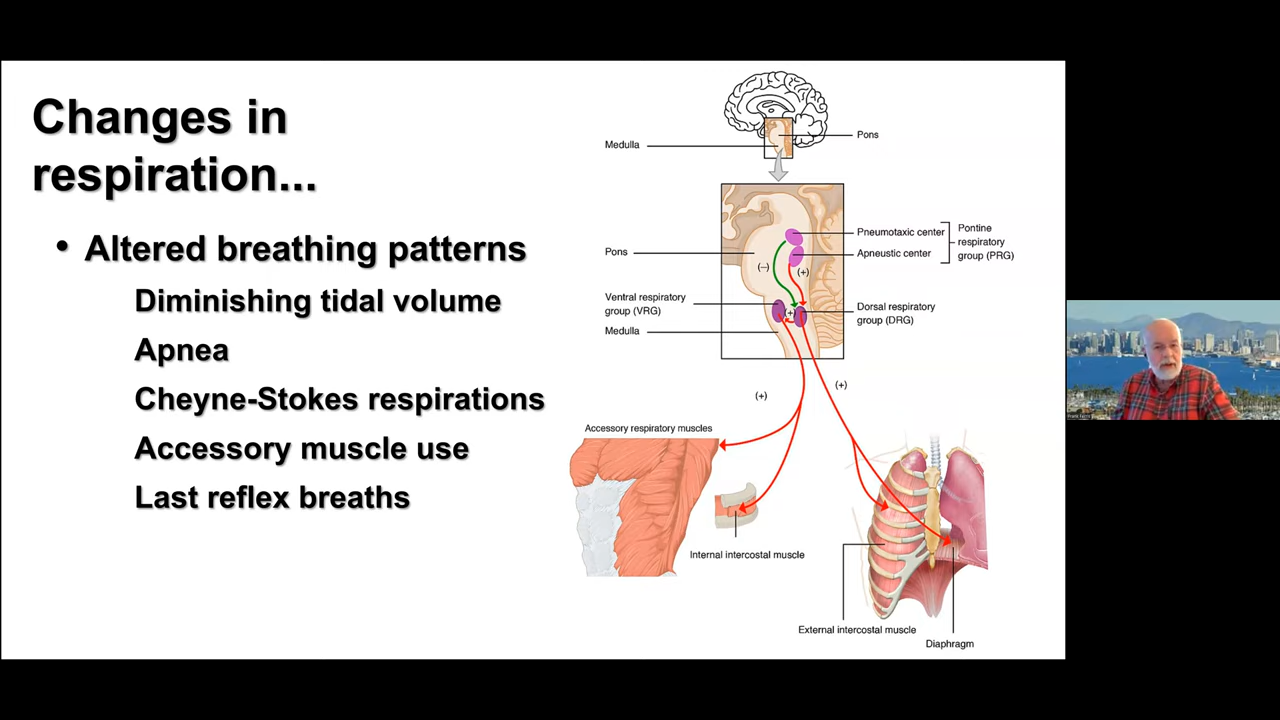 Changes in
respiration...
• Altered breathing patterns
Diminishing tidal volume
Apnea
Cheyne-Stokes respirations
Accessory muscle use
Last reflex breaths
Medulla
Pons
Pons
Pneumotaxic center
Apneustic center
Pontine
respiratory
group (PRG)
(–)
(+)
Ventral respiratory
group (VRG)
(+)
Dorsal respiratory
group (DRG)
Medulla
(+)
(+)
Accessory respiratory muscles
Internal intercostal muscle
External intercostal muscle
Diaphragm